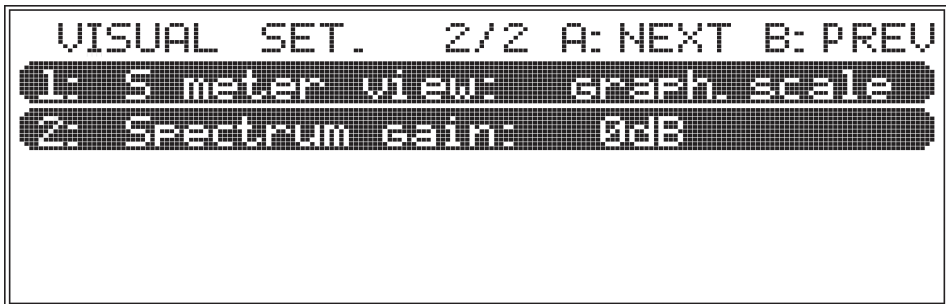 VISUAL SET. 2/2 A: NEXT B: PREV
1: S meter view: graph. scale
2: Spectrum gain: 0dB